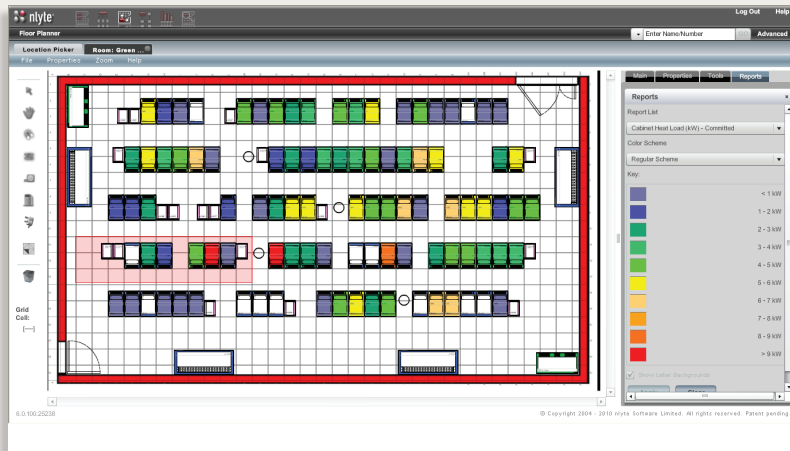 nlyte
Log Out Help
Floor Planner
Enter Name/Number
Advanced
Location Picker
Room: Green ...
File Properties Zoom Help
Main Properties Tools Reports
Reports
Report List
Cabinet Heat Load (kW) - Committed
Color Scheme
Regular Scheme
Key:
< 1 kW
1 - 2 kW
2 - 3 kW
3 - 4 kW
4 - 5 kW
5 - 6 kW
6 - 7 kW
7 - 8 kW
8 - 9 kW
> 9 kW
Grid
Cell:
[---]
Show Label Backgrounds
Close
6.0.100.25238
© Copyright 2004 - 2010 nlyte Software Limited. All rights reserved. Patent pending